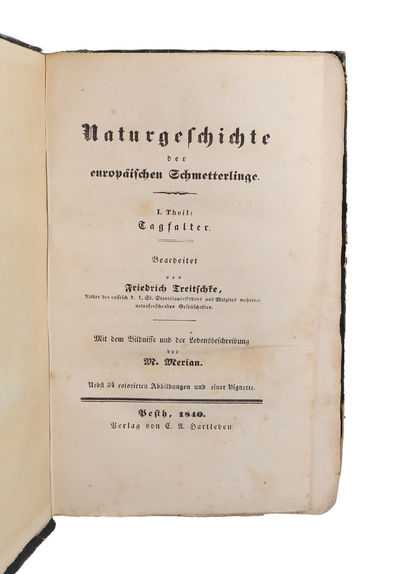 Naturgeschichte
der
europäischen Schmetterlinge.
I. Theil:
Tagfalter.
Bearbeitet
von
Friedrich Treitschke,
Ritter des russisch k. k. St. Stanislaus-Ordens und Mitglied mehrerer
naturforschenden Gesellschaften.
Mit dem Bildnisse und der Lebensbeschreibung
der
M. Merian.
Nebst 34 colorirten Abbildungen und einer Vignette.
Pesth, 1840.
Verlag von C. A. Hartleben.